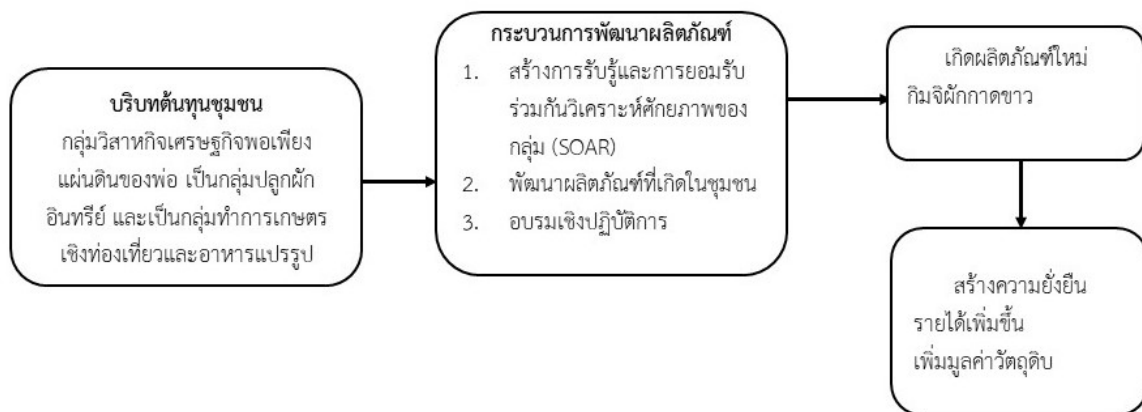 บริบทต้นทุนชุมชน
กลุ่มวิสาหกิจเศรษฐกิจพอเพียง
แผ่นดินของพ่อ เป็นกลุ่มปลูกผัก
อินทรีย์ และเป็นกลุ่มทำการเกษตร
เชิงท่องเที่ยวและอาหารแปรรูป
กระบวนการพัฒนาผลิตภัณฑ์
1. สร้างการรับรู้และการยอมรับ
ร่วมกันวิเคราะห์ศักยภาพของ
กลุ่ม (SOAR)
2. พัฒนาผลิตภัณฑ์ที่เกิดในชุมชน
3. อบรมเชิงปฏิบัติการ
เกิดผลิตภัณฑ์ใหม่
กิมจิผักกาดขาว
สร้างความยั่งยืน
รายได้เพิ่มขึ้น
เพิ่มมูลค่าวัตถุดิบ